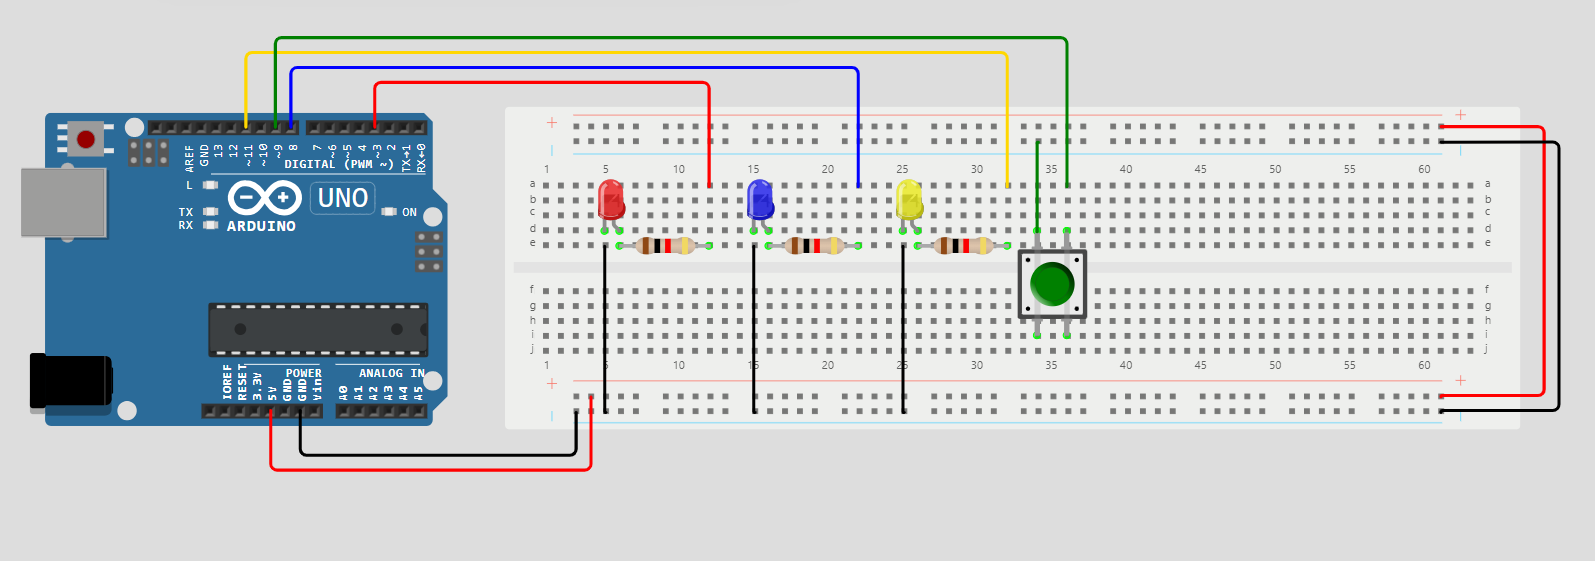 AREF
GND
13
12
~11
~10
~9
8
7
~6
~5
4
~3
2
TX→1
RX←0
DIGITAL (PWM ~)
L
TX
RX
UNO
ON
ARDUINO
IOREF
RESET
3.3V
5V
GND
GND
Vin
POWER
A0
A1
A2
A3
A4
A5
ANALOG IN
+ +
1 5 10 15 20 25 30 35 40 45 50 55 60
a a
b b
c c
d d
e e
f f
g g
h h
i i
j j
1 5 10 15 20 25 30 35 40 45 50 55 60
+ +